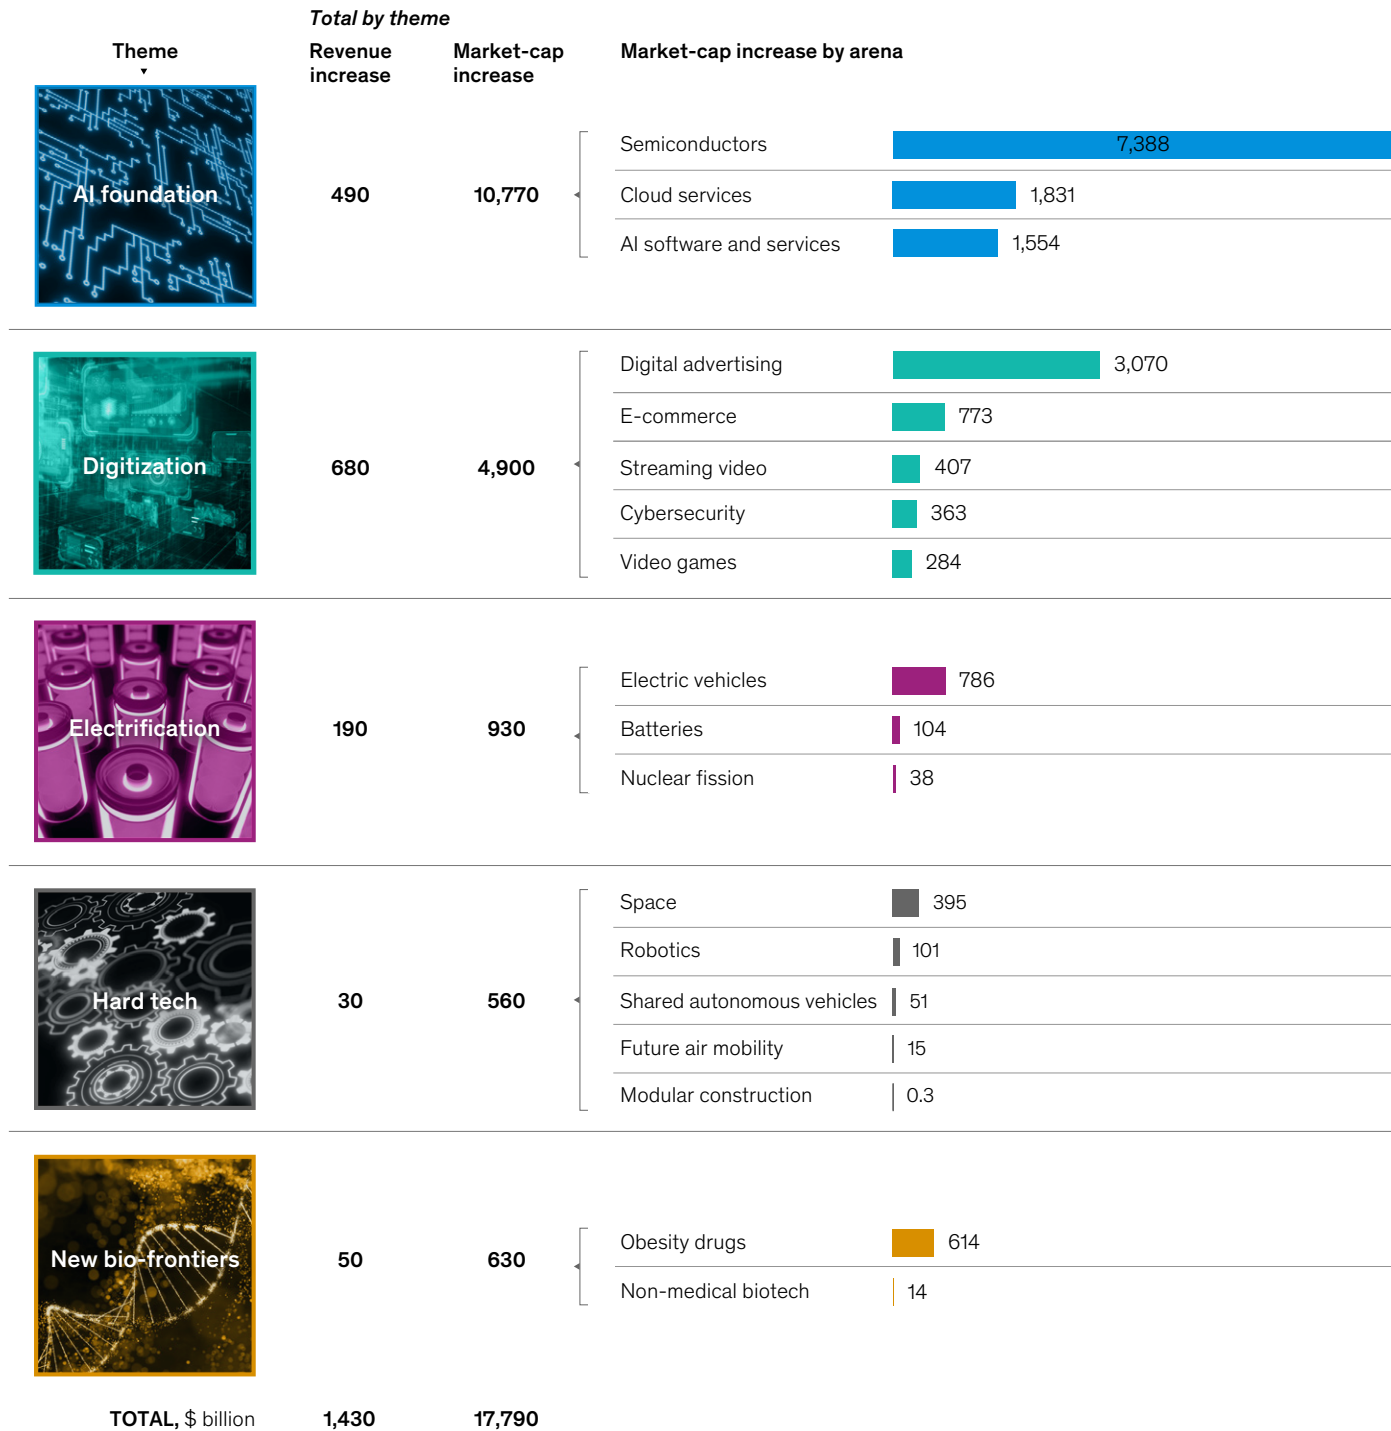 Total by theme
Theme
Revenue increase
Market-cap increase
Market-cap increase by arena
AI foundation
490
10,770
Semiconductors 7,388
Cloud services 1,831
AI software and services 1,554
Digitization
680
4,900
Digital advertising 3,070
E-commerce 773
Streaming video 407
Cybersecurity 363
Video games 284
Electrification
190
930
Electric vehicles 786
Batteries 104
Nuclear fission 38
Hard tech
30
560
Space 395
Robotics 101
Shared autonomous vehicles 51
Future air mobility 15
Modular construction 0.3
New bio-frontiers
50
630
Obesity drugs 614
Non-medical biotech 14
TOTAL, $ billion 1,430 17,790